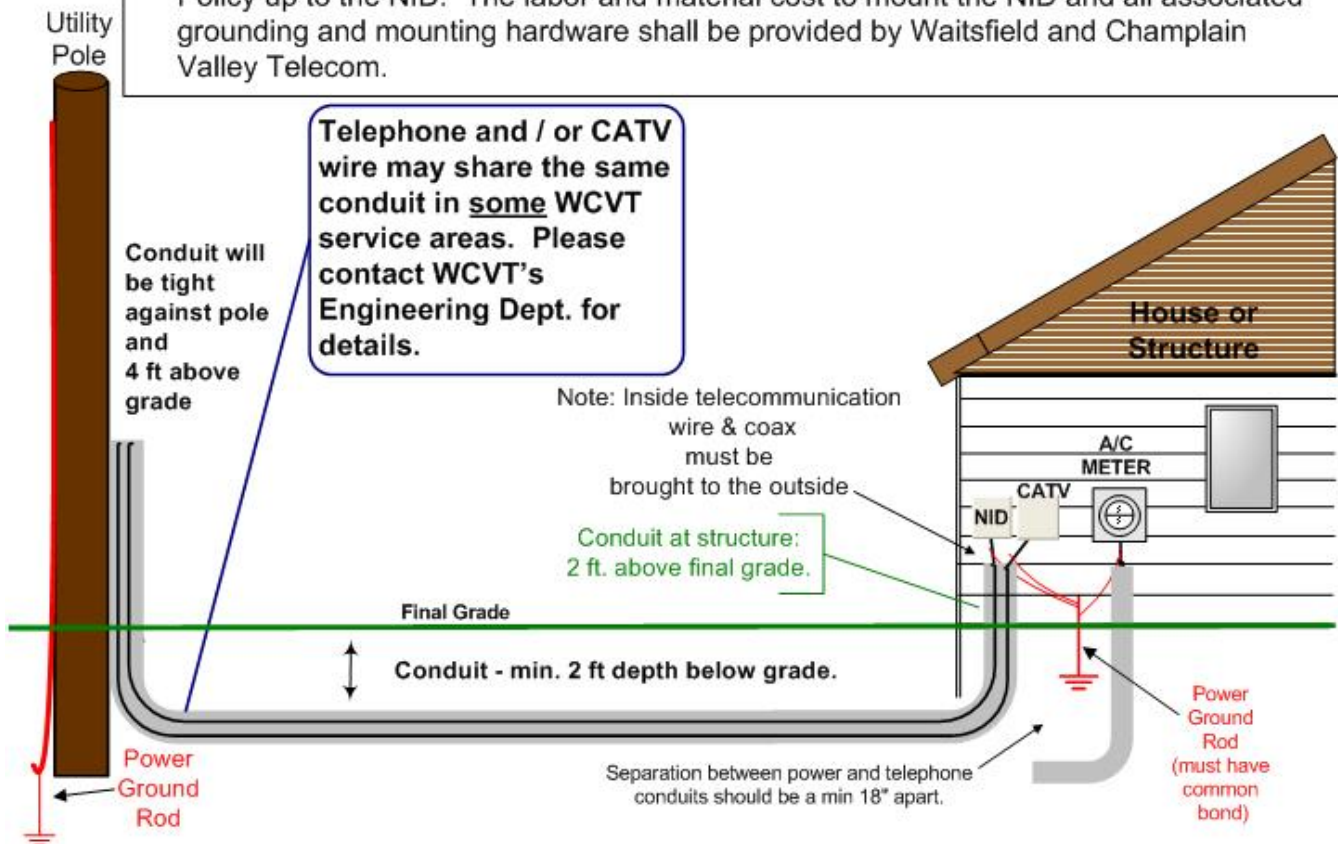 Policy up to the NID. The labor and material cost to mount the NID and all associated
grounding and mounting hardware shall be provided by Waitsfield and Champlain
Valley Telecom.
Utility
Pole
Telephone and / or CATV
wire may share the same
conduit in some WCVT
service areas. Please
contact WCVT's
Engineering Dept. for
details.
Conduit will
be tight
against pole
and
4 ft above
grade
House or
Structure
Note: Inside telecommunication
wire & coax
must be
brought to the outside
A/C
METER
CATV
NID
Conduit at structure:
2 ft. above final grade.
Final Grade
Conduit - min. 2 ft depth below grade.
Power
Ground
Rod
Separation between power and telephone
conduits should be a min 18" apart.
Power
Ground
Rod
(must have
common
bond)